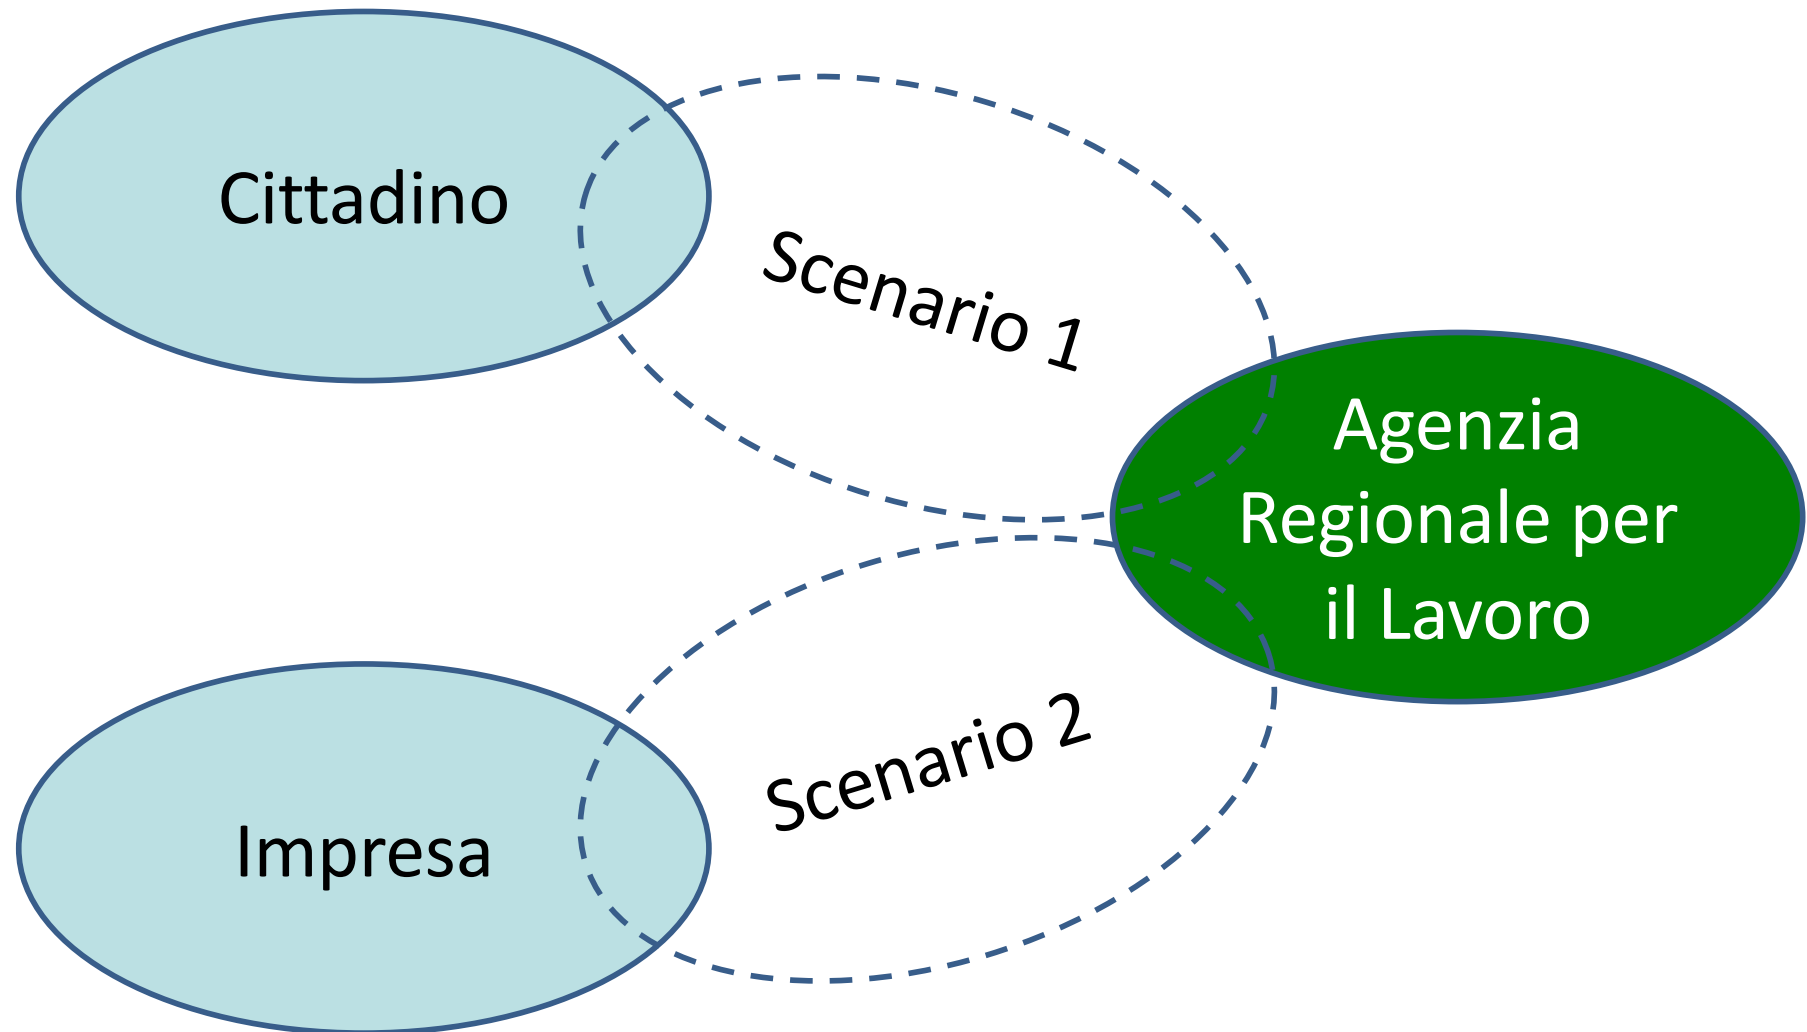 Cittadino
Scenario 1
Agenzia
Regionale per
il Lavoro
Scenario 2
Impresa